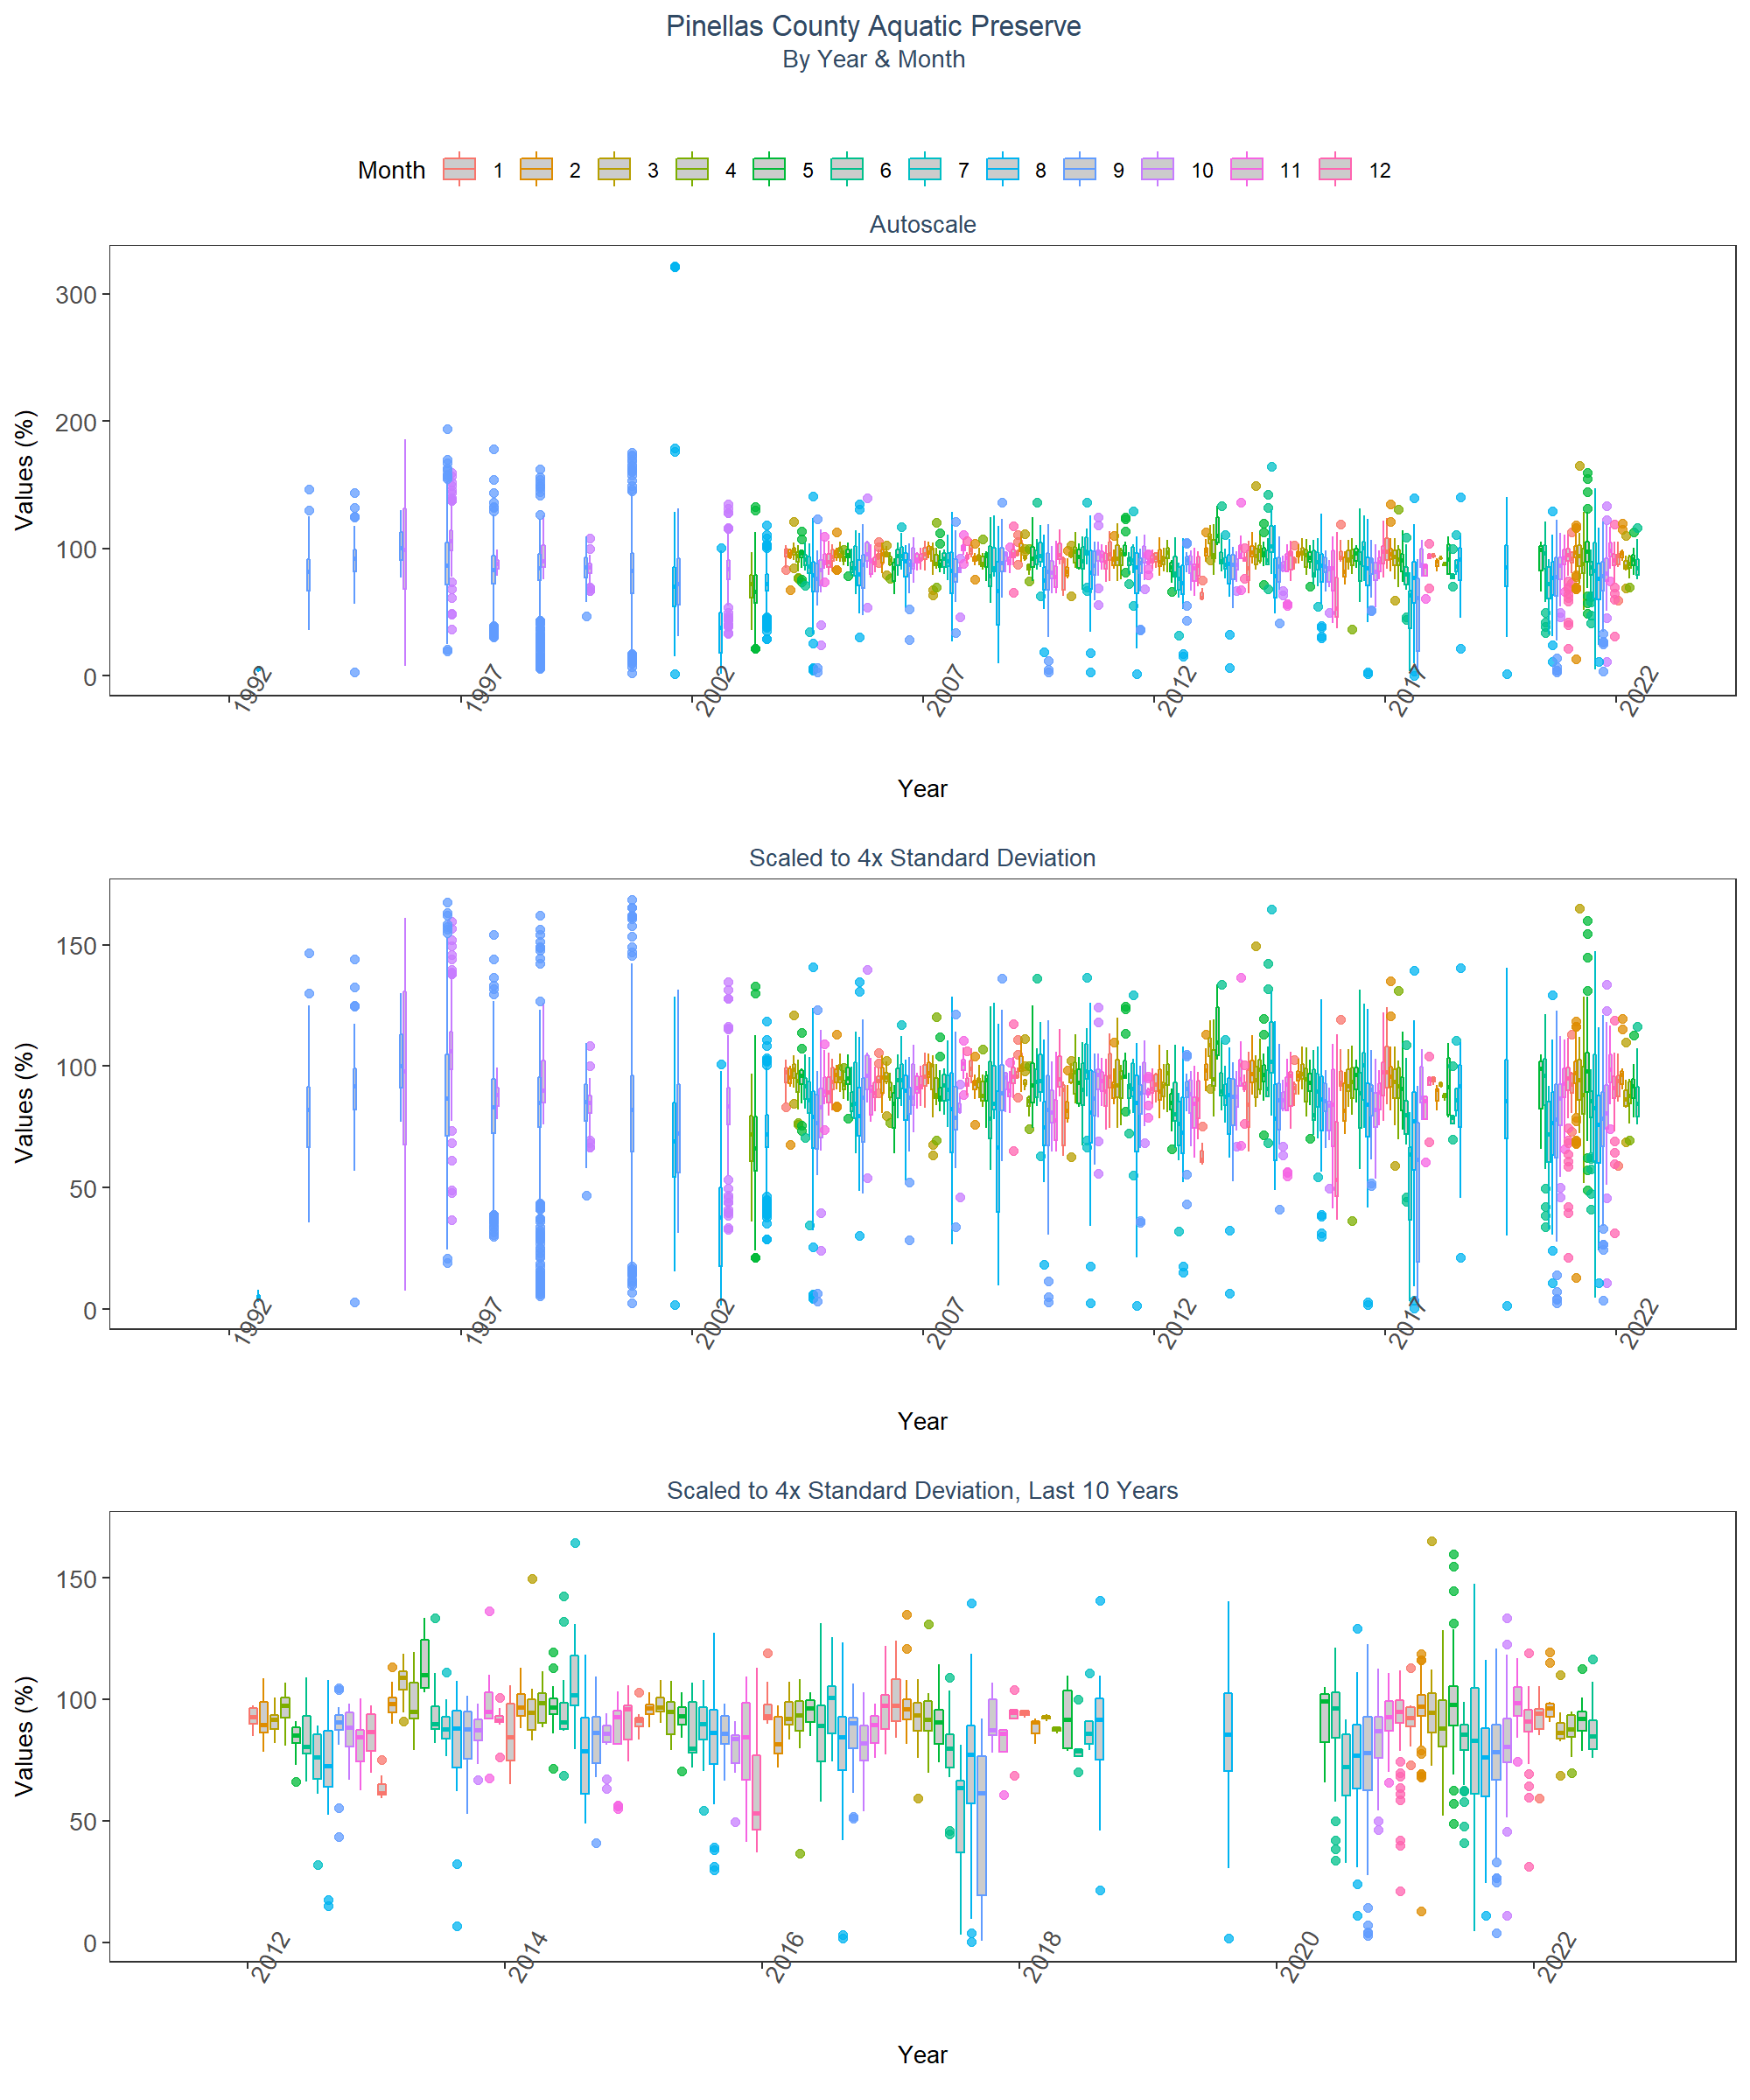 Pinellas County Aquatic Preserve
By Year & Month
Month 1 2 3 4 5 6 7 8 9 10 11 12
Autoscale
Values (%)
300
200
100
0
1992 1997 2002 2007 2012 2017 2022
Year
Scaled to 4x Standard Deviation
Values (%)
150
100
50
0
1992 1997 2002 2007 2012 2017 2022
Year
Scaled to 4x Standard Deviation, Last 10 Years
Values (%)
150
100
50
0
2012 2014 2016 2018 2020 2022
Year